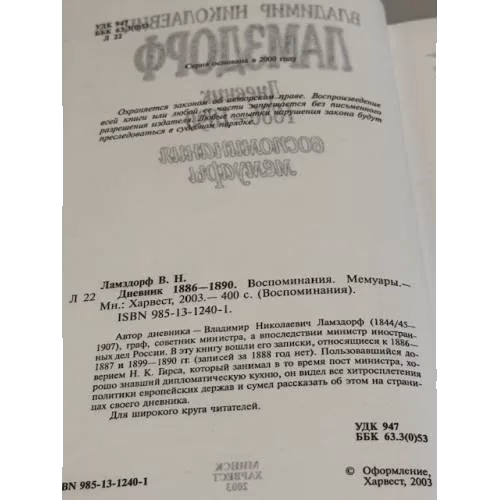 ВЛАДИМИР НИКОЛАЕВИЧ
УДК 947
ББК 63.3(0)53
Л 22
ЛАМЗДОРФ
Серия основана в 2000 году
Дневник
Охраняется законом об авторском праве. Воспроизведение
всей книги или любой ее части запрещается без письменного
разрешения издателя. Любые попытки нарушения закона будут
преследоваться в судебном порядке.
воспоминания
мемуары
Ламздорф В. Н.
Л 22 Дневник 1886—1890. Воспоминания. Мемуары.—
Мн.: Харвест, 2003.— 400 с. (Воспоминания).
ISBN 985-13-1240-1.
Автор дневника — Владимир Николаевич Ламздорф (1844/45—
1907), граф, советник министра, а впоследствии министр иностран-
ных дел России. В эту книгу вошли его записи, относящиеся к 1886—
1887 и 1899—1890 гг. (записей за 1888 год нет). Пользовавшийся до-
верием Н. К. Гирса, который занимал в то время пост министра, хо-
рошо знавший дипломатическую кухню, он видел все хитросплетения
политики европейских держав и сумел рассказать об этом на страни-
цах своего дневника.
Для широкого круга читателей.
УДК 947
ББК 63.3(0)53
МИНСК
ХАРВЕСТ
2003
BN 985-13-1240-1
© Оформление,
Харвест, 2003